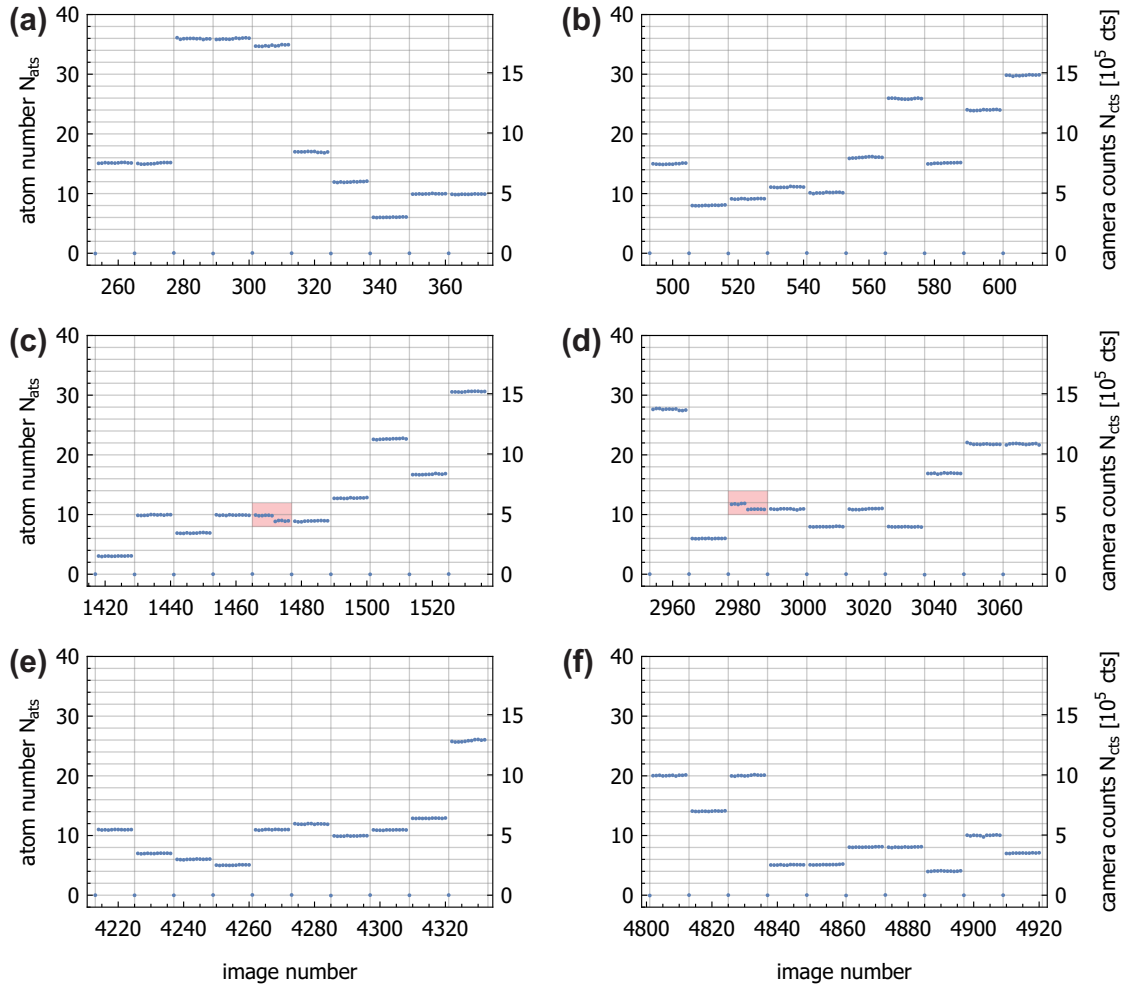 (a)
40
30
20
10
0
atom number N_ats
15
10
5
0
260 280 300 320 340 360
(b)
40
30
20
10
0
15
10
5
0
camera counts N_cts [10^5 cts]
500 520 540 560 580 600
(c)
40
30
20
10
0
atom number N_ats
15
10
5
0
1420 1440 1460 1480 1500 1520
(d)
40
30
20
10
0
15
10
5
0
camera counts N_cts [10^5 cts]
2960 2980 3000 3020 3040 3060
(e)
40
30
20
10
0
atom number N_ats
15
10
5
0
4220 4240 4260 4280 4300 4320
image number
(f)
40
30
20
10
0
15
10
5
0
camera counts N_cts [10^5 cts]
4800 4820 4840 4860 4880 4900 4920
image number